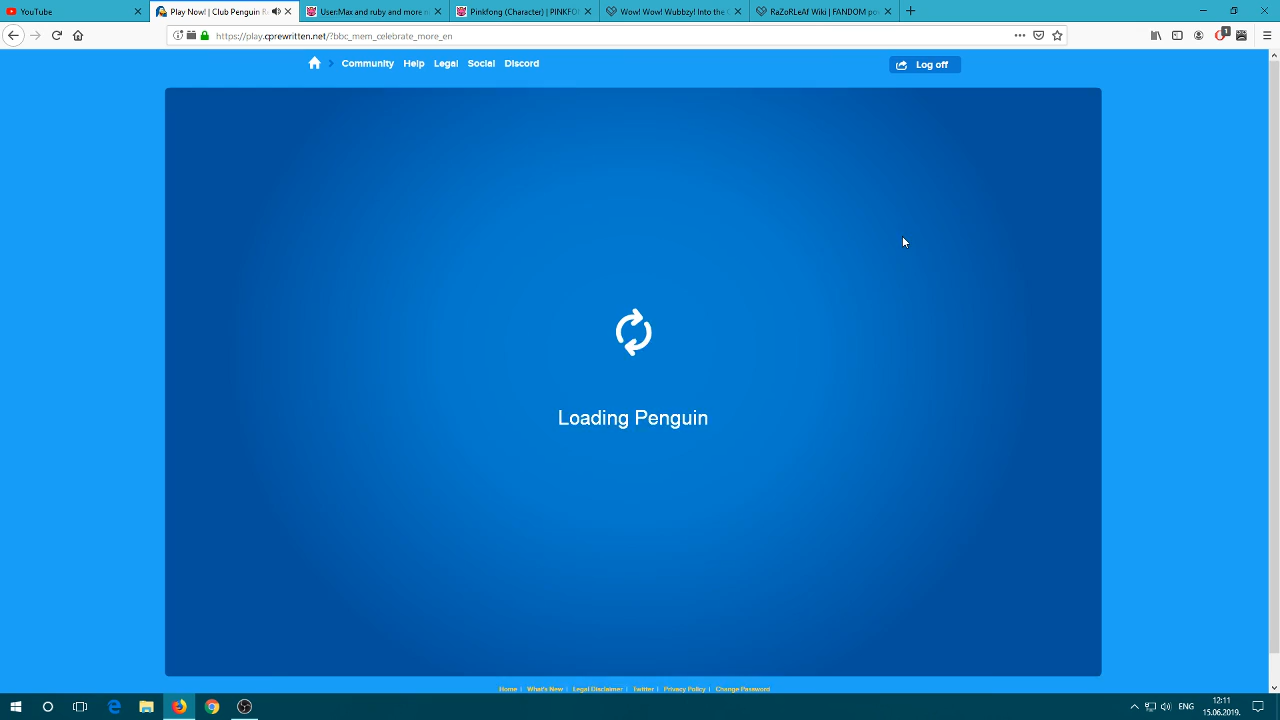 YouTube
Play Now! | Club Penguin Re
User:Max and ruby and more n
Pinkfong (Character) | PINKFO
Wow! Wow! Wubbzy! Into the C
RaZoRLeAf Wiki | FANDOM po
https://play.cprewritten.net/?bbc_mem_celebrate_more_en
1
Community
Help
Legal
Social
Discord
Log off
Loading Penguin
Home | What's New | Legal Disclaimer | Twitter | Privacy Policy | Change Password
ENG
12:11
15.06.2019.